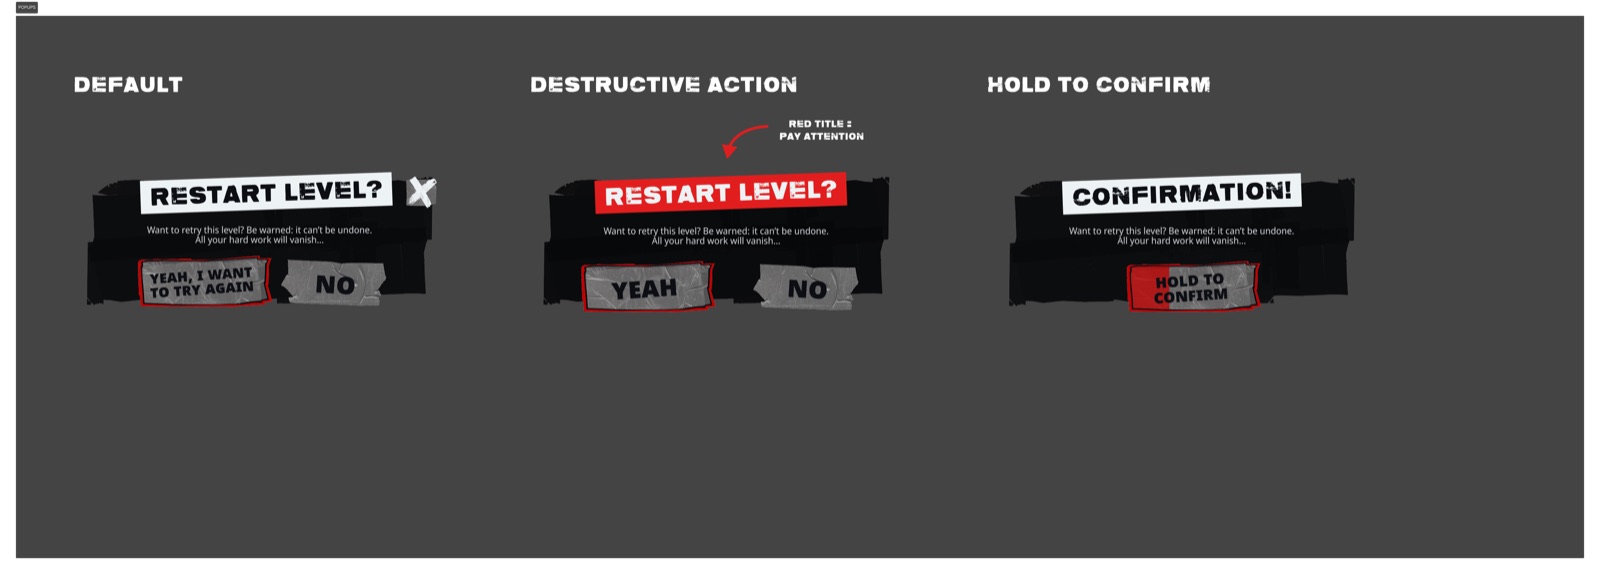 POPUPS
DEFAULT
RESTART LEVEL?
X
Want to retry this level? Be warned: it can't be undone.
All your hard work will vanish...
YEAH, I WANT
TO TRY AGAIN
NO
DESTRUCTIVE ACTION
RED TITLE =
PAY ATTENTION
RESTART LEVEL?
Want to retry this level? Be warned: it can't be undone.
All your hard work will vanish...
YEAH
NO
HOLD TO CONFIRM
CONFIRMATION!
Want to retry this level? Be warned: it can't be undone.
All your hard work will vanish...
HOLD TO
CONFIRM